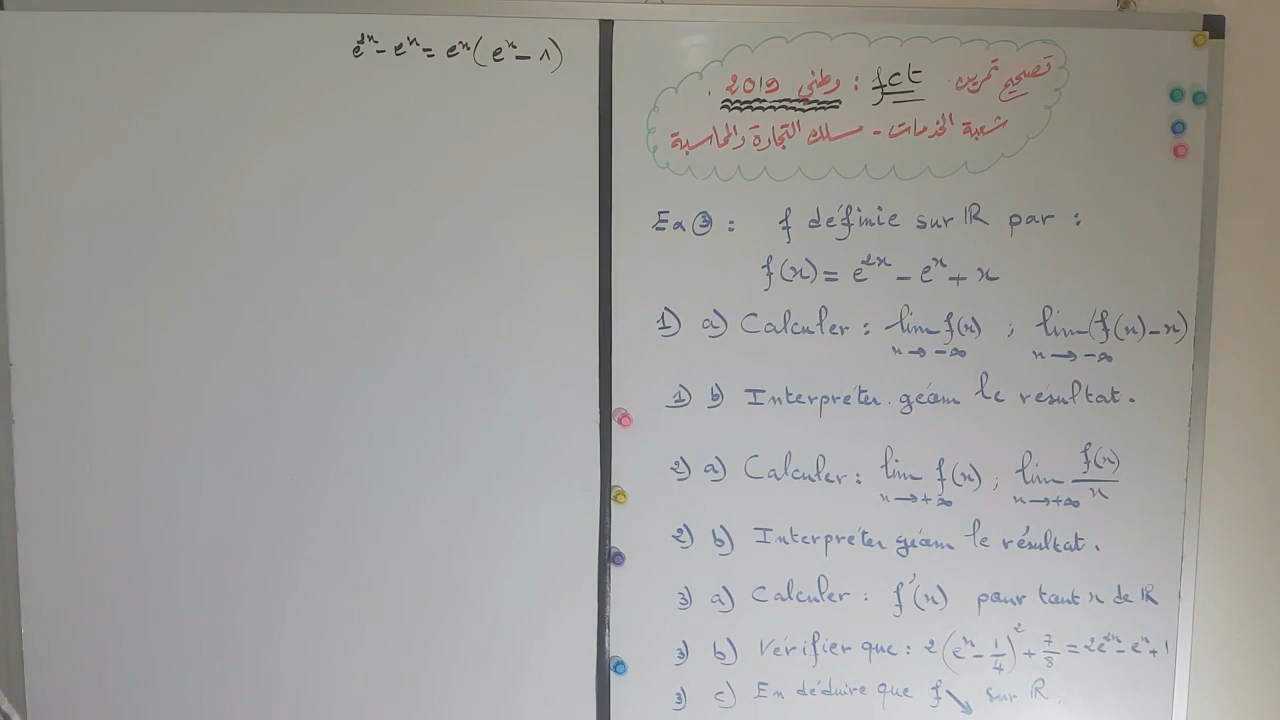 e^{2x} - e^x = e^x(e^x - 1)
تصحيح تمرين fct : وطني 2019 .
شعبة الخدمات - مسلك التجارة والمحاسبة
Ex ③ : f définie sur ℝ par :
f(x) = e^{2x} - e^x + x
1) a) Calculer : lim_{x→-∞} f(x) ; lim_{x→-∞} (f(x)-x)
1) b) Interpréter géom le résultat.
2) a) Calculer : lim_{x→+∞} f(x) ; lim_{x→+∞} f(x)/x
2) b) Interpréter géom le résultat.
3) a) Calculer : f'(x) pour tout x de ℝ
3) b) Vérifier que : 2(e^x - 1/4)^2 + 7/8 = 2e^{2x} - e^x + 1
3) c) En déduire que f ↘ sur ℝ.